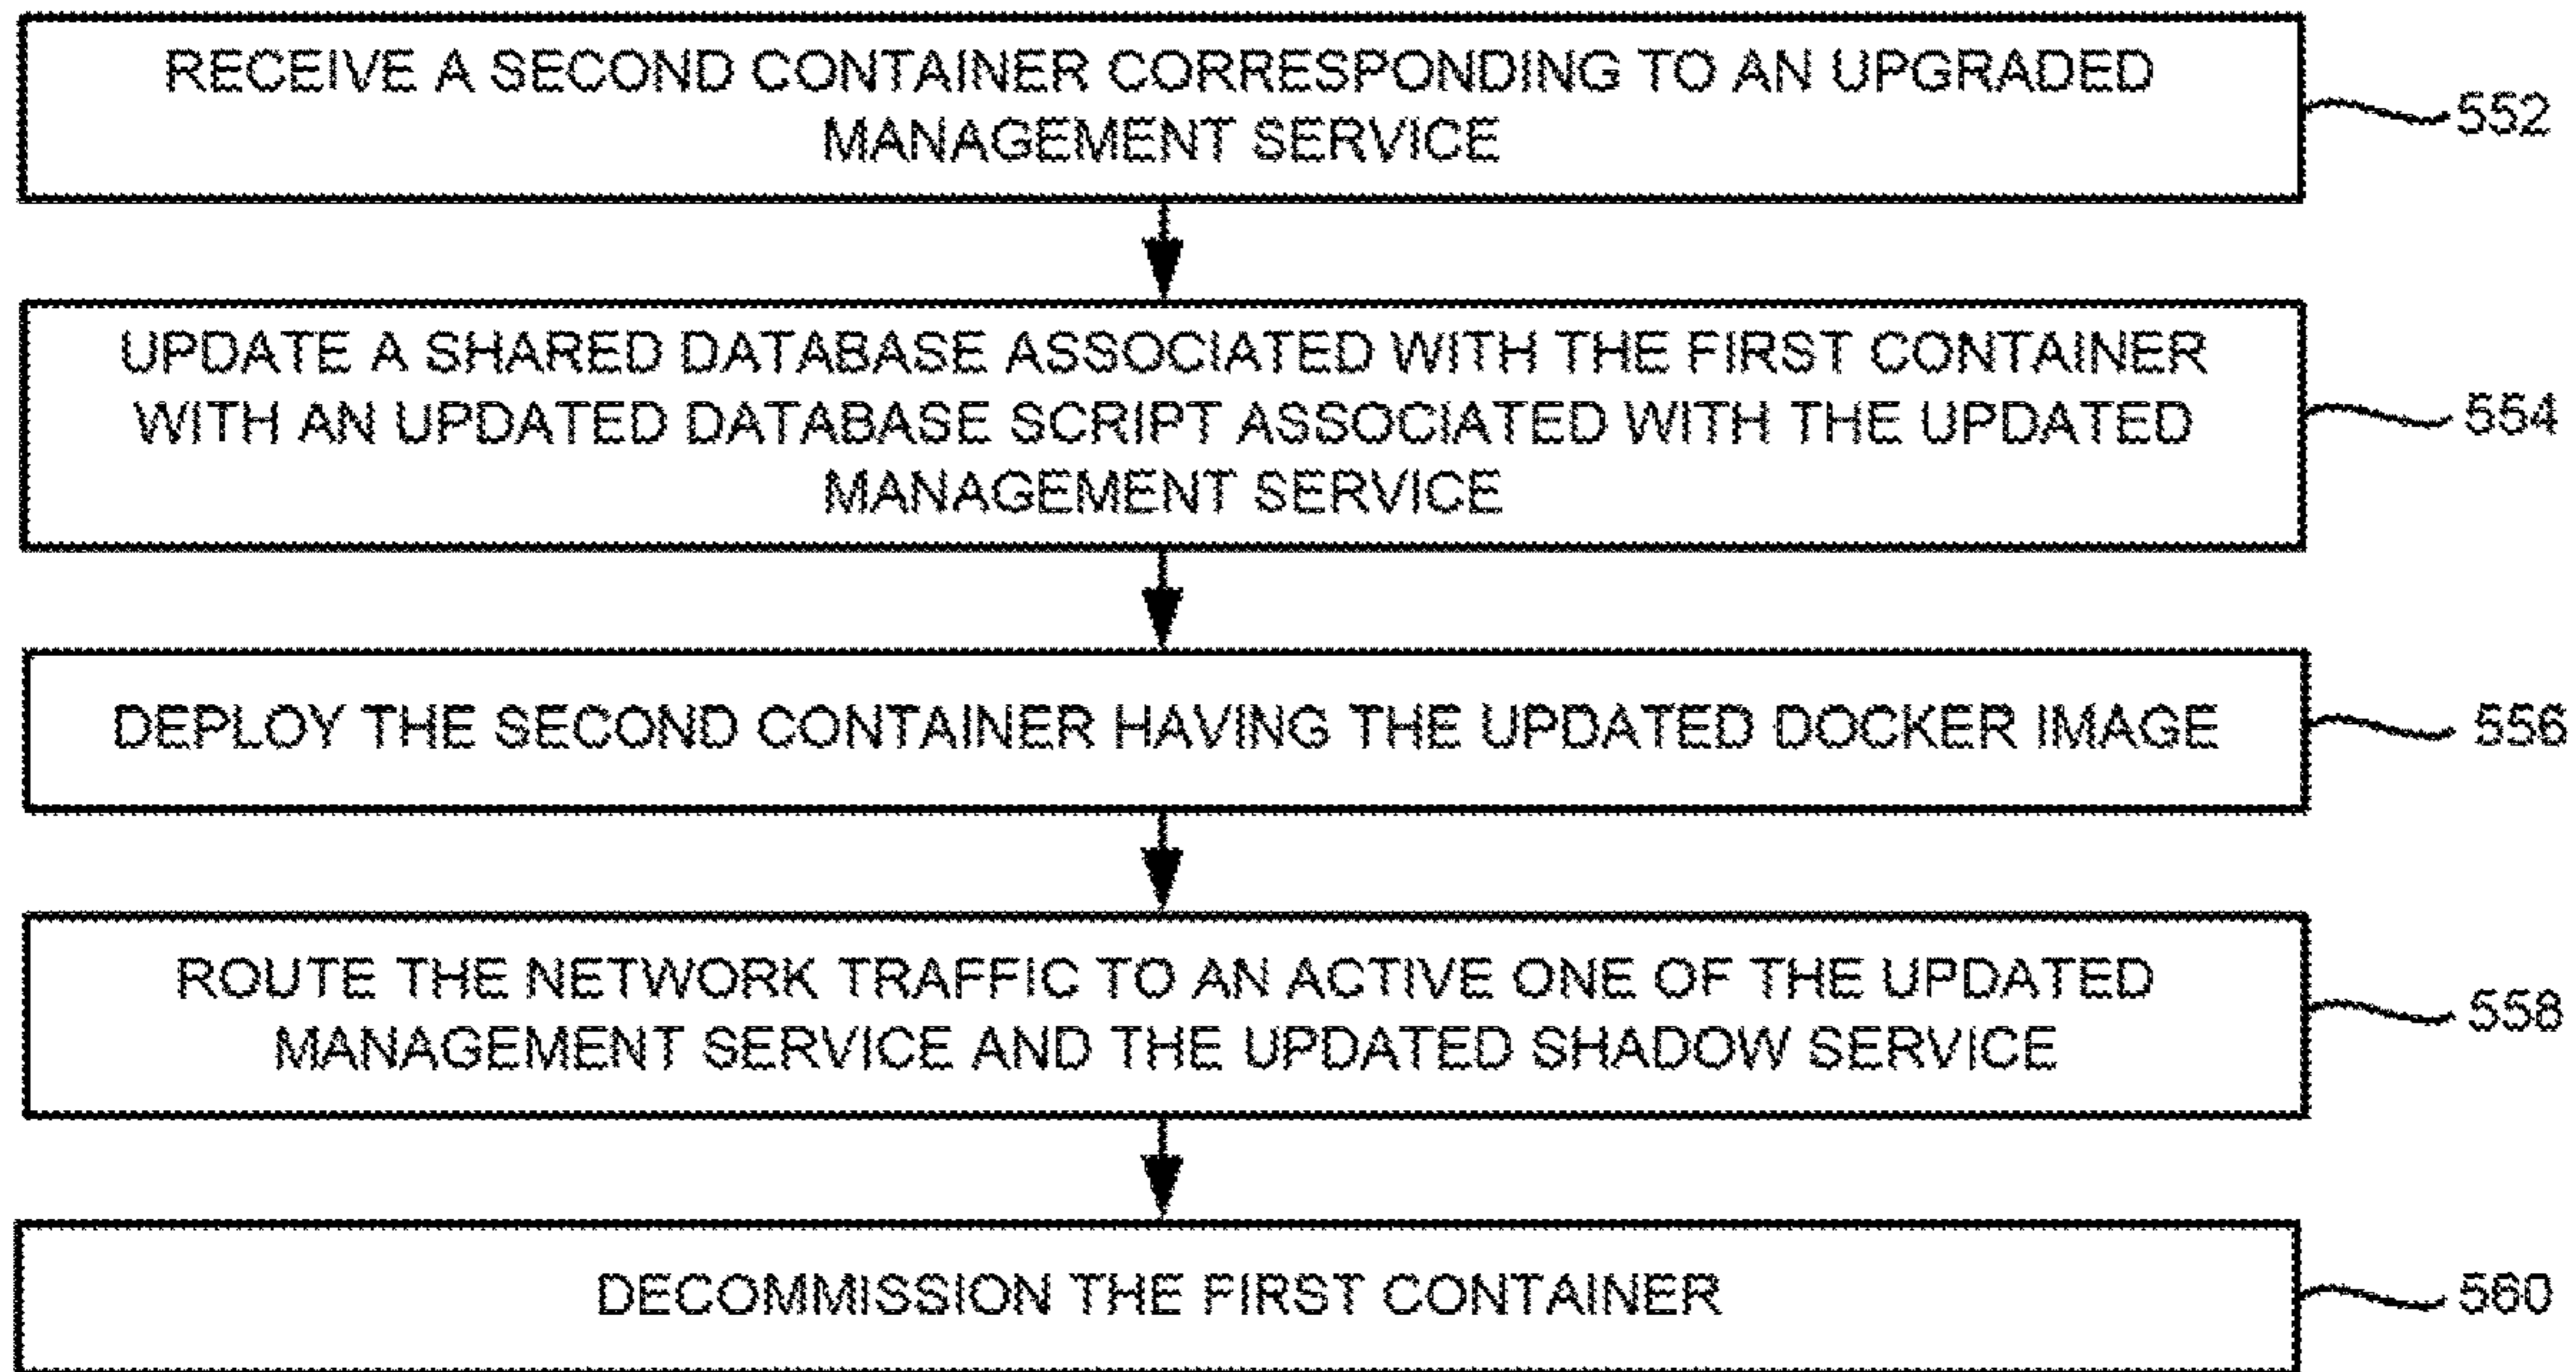 RECEIVE A SECOND CONTAINER CORRESPONDING TO AN UPGRADED
MANAGEMENT SERVICE
552
UPDATE A SHARED DATABASE ASSOCIATED WITH THE FIRST CONTAINER
WITH AN UPDATED DATABASE SCRIPT ASSOCIATED WITH THE UPDATED
MANAGEMENT SERVICE
554
DEPLOY THE SECOND CONTAINER HAVING THE UPDATED DOCKER IMAGE
556
ROUTE THE NETWORK TRAFFIC TO AN ACTIVE ONE OF THE UPDATED
MANAGEMENT SERVICE AND THE UPDATED SHADOW SERVICE
558
DECOMMISSION THE FIRST CONTAINER
560